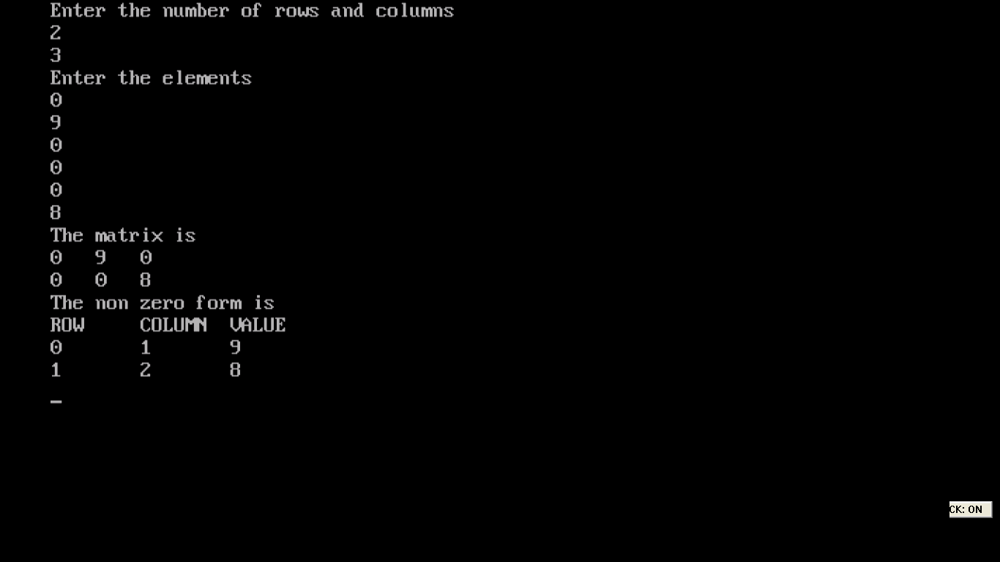 Enter the number of rows and columns
2
3
Enter the elements
0
9
0
0
0
8
The matrix is
0 9 0
0 0 8
The non zero form is
ROW COLUMN VALUE
0 1 9
1 2 8
_
CK: ON